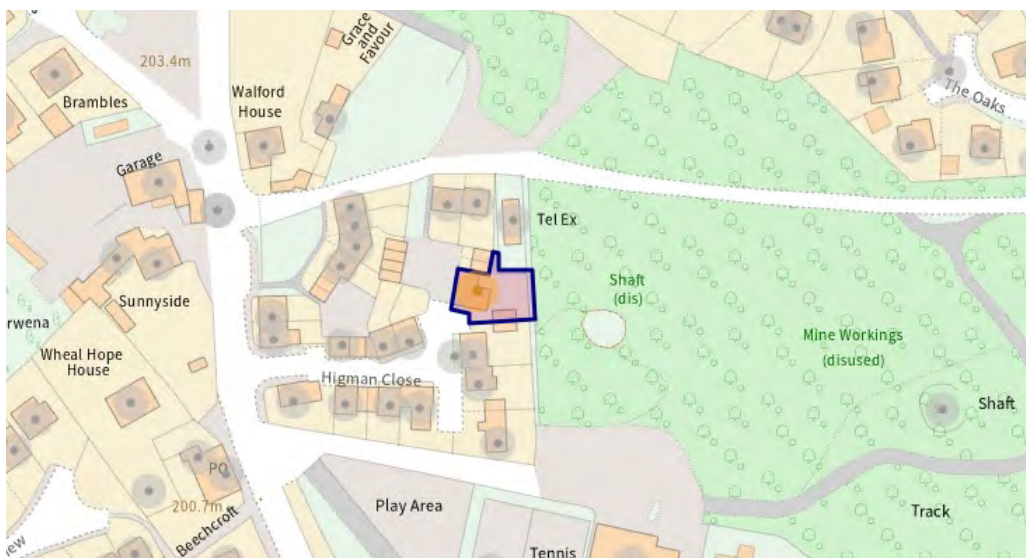 203.4m
Brambles
Grace
and
Favour
Walford
House
The Oaks
Garage
Tel Ex
Sunnyside
Shaft
(dis)
erwena
Mine Workings
(disused)
Wheal Hope
House
Higman Close
Shaft
PO
200.7m
Play Area
Track
Beechcroft
Tennis